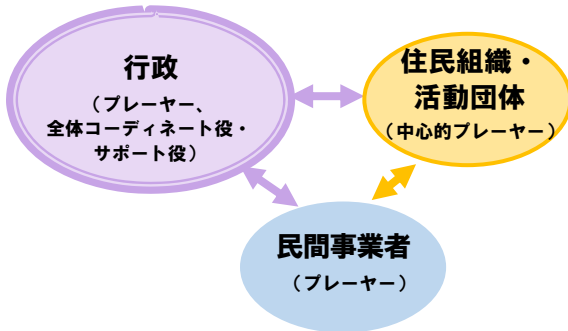 行政
（プレーヤー、
全体コーディネート役・
サポート役）
住民組織・
活動団体
（中心的プレーヤー）
民間事業者
（プレーヤー）